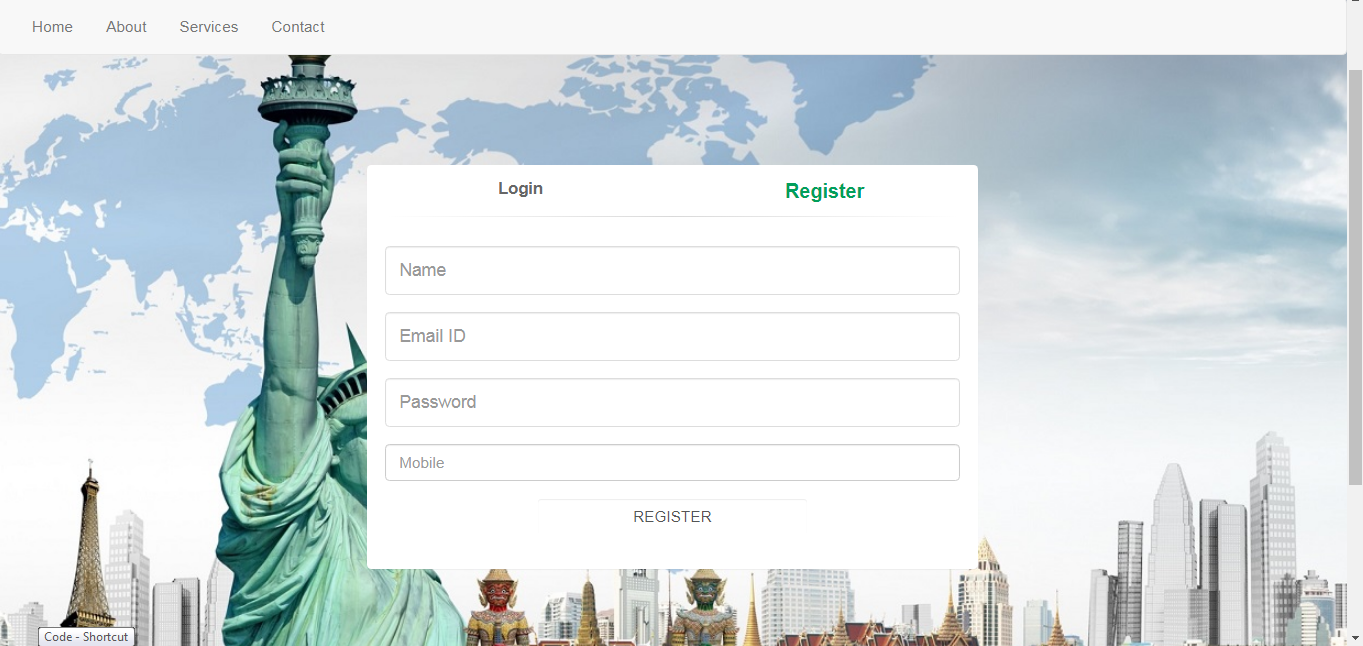 Home About Services Contact
Login Register
Name
Email ID
Password
Mobile
REGISTER
Code - Shortcut